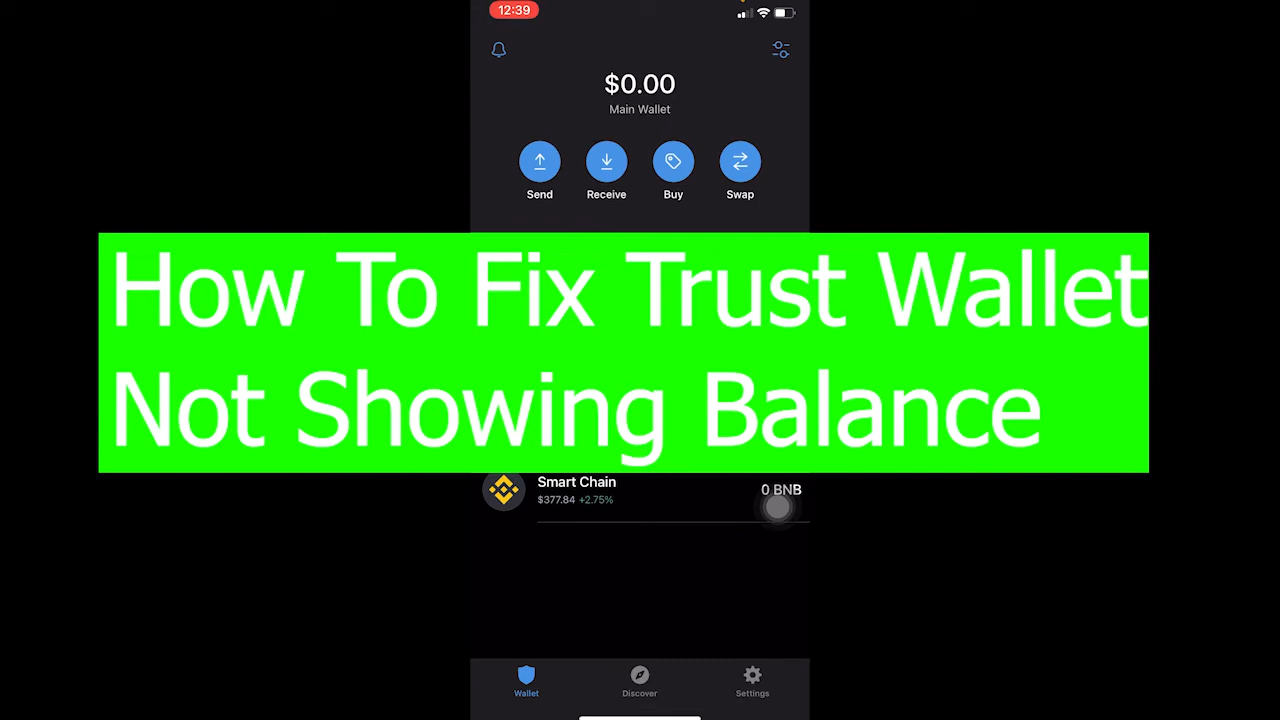 12:39
$0.00
Main Wallet
Send Receive Buy Swap
How To Fix Trust Wallet
Not Showing Balance
Smart Chain
0 BNB
$377.84 +2.75%
Wallet Discover Settings